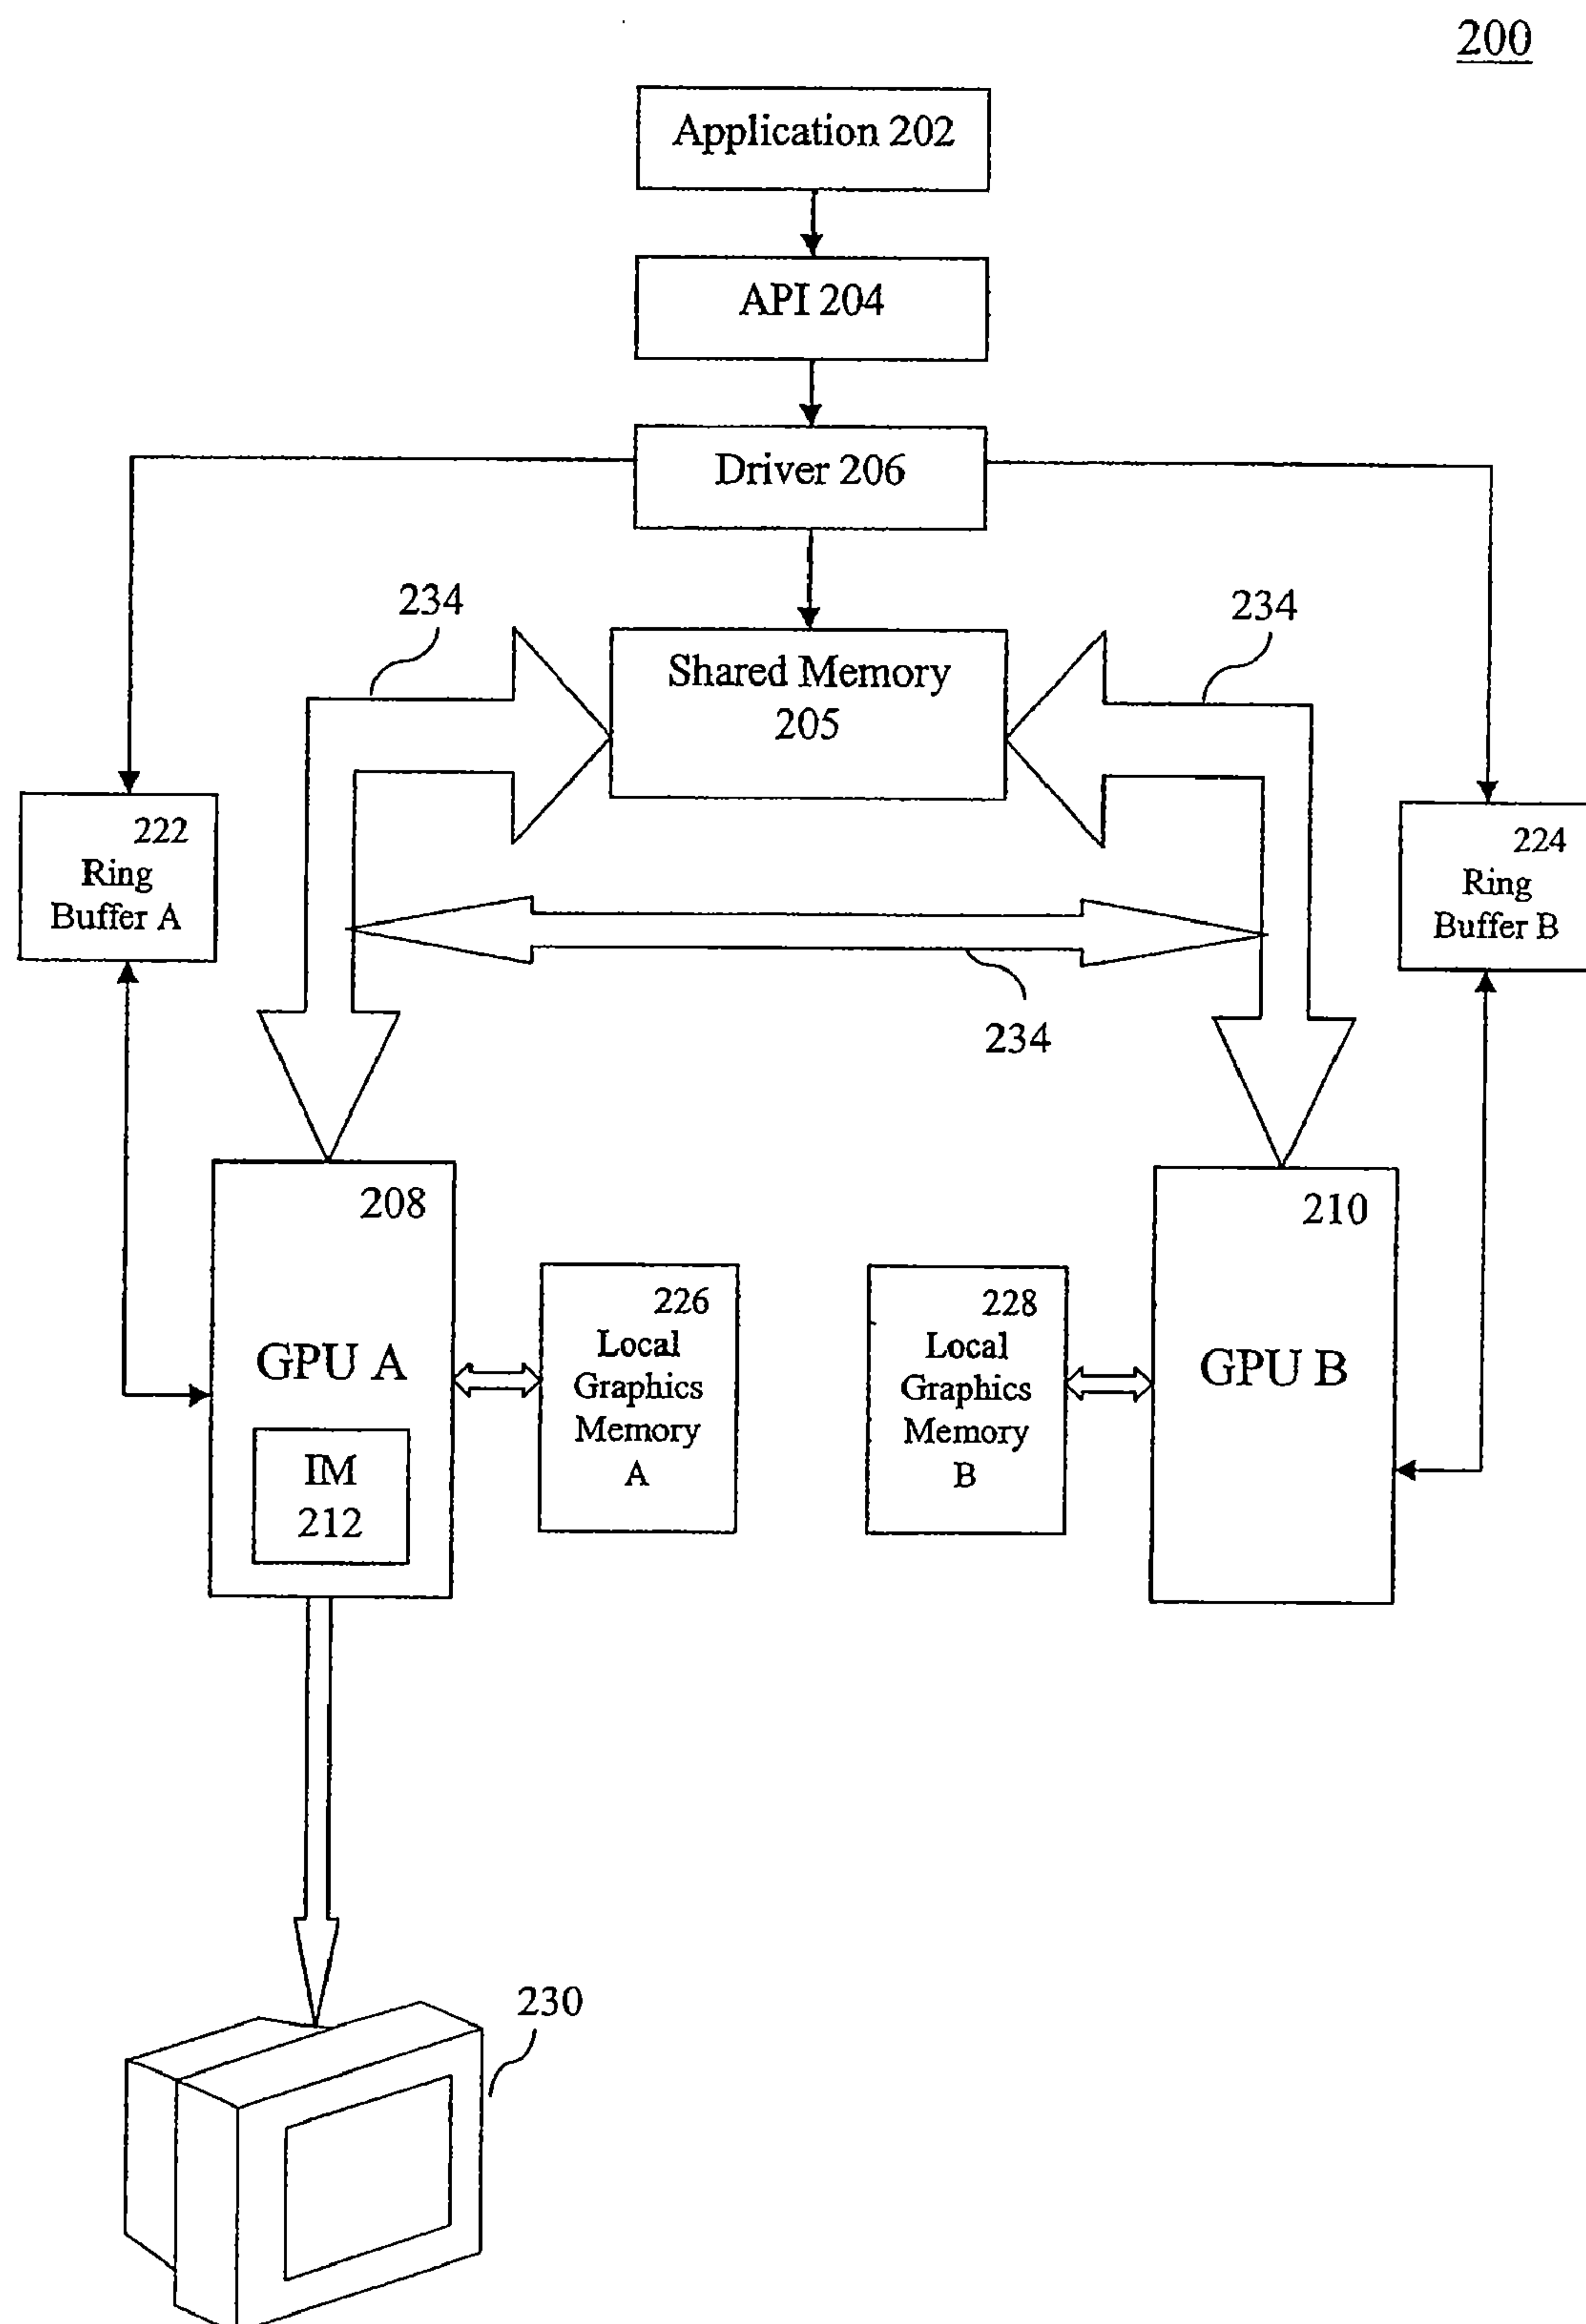 200
Application 202
API 204
Driver 206
234
234
Shared Memory
205
222
Ring
Buffer A
224
Ring
Buffer B
234
208
GPU A
IM
212
226
Local
Graphics
Memory
A
228
Local
Graphics
Memory
B
210
GPU B
230